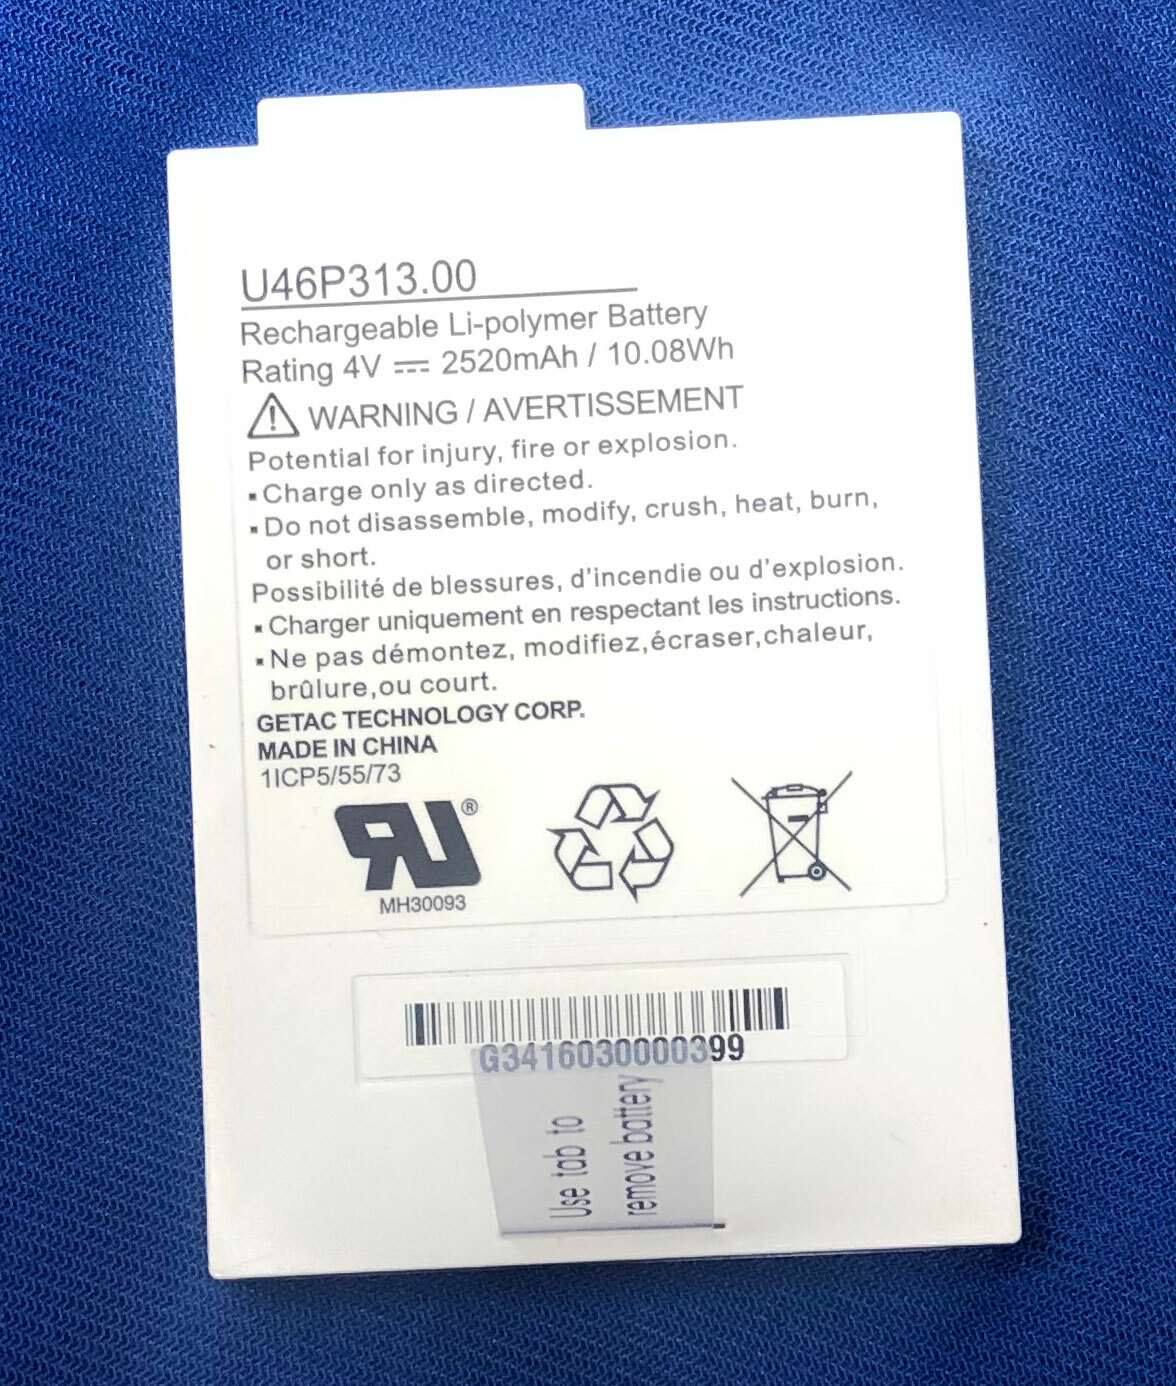 U46P313.00
Rechargeable Li-polymer Battery
Rating 4V ⎓ 2520mAh / 10.08Wh
WARNING / AVERTISSEMENT
Potential for injury, fire or explosion.
▪Charge only as directed.
▪Do not disassemble, modify, crush, heat, burn,
or short.
Possibilité de blessures, d'incendie ou d'explosion.
▪Charger uniquement en respectant les instructions.
▪Ne pas démontez, modifiez,écraser,chaleur,
brûlure,ou court.
GETAC TECHNOLOGY CORP.
MADE IN CHINA
1ICP5/55/73
RU®
MH30093
G3416030000399
Use tab to
remove battery